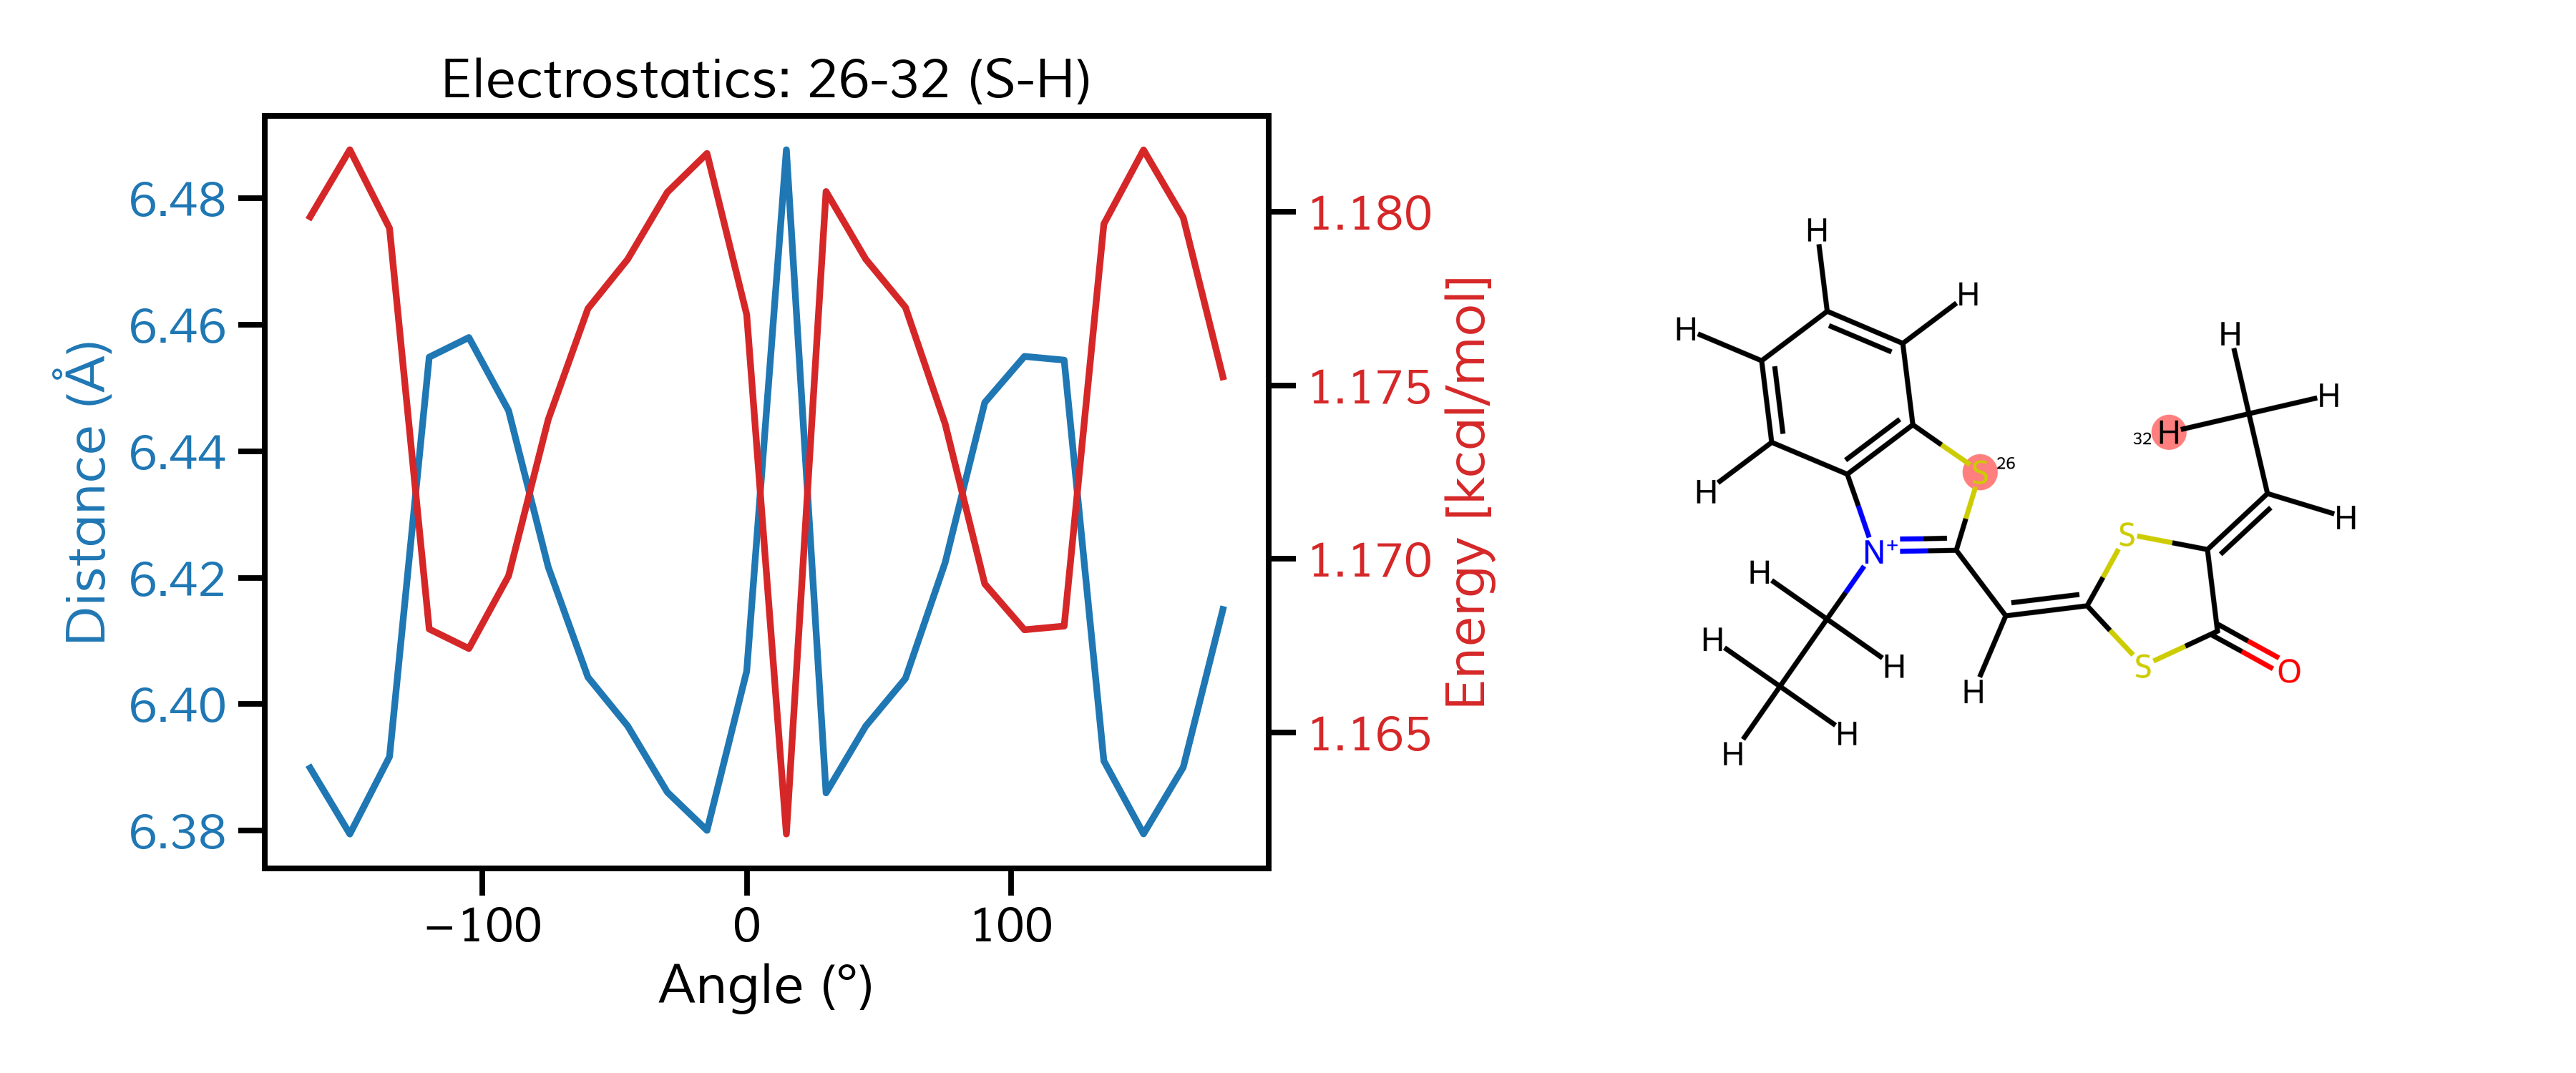 Electrostatics: 26-32 (S-H)
Distance (Å)
6.48
6.46
6.44
6.42
6.40
6.38
1.180
1.175
1.170
1.165
Energy [kcal/mol]
−100
0
100
Angle (°)
H
H
H
H
H
H
H
32 H
S 26
H
S
H
N+
H
H
H
S
O
H
H
H